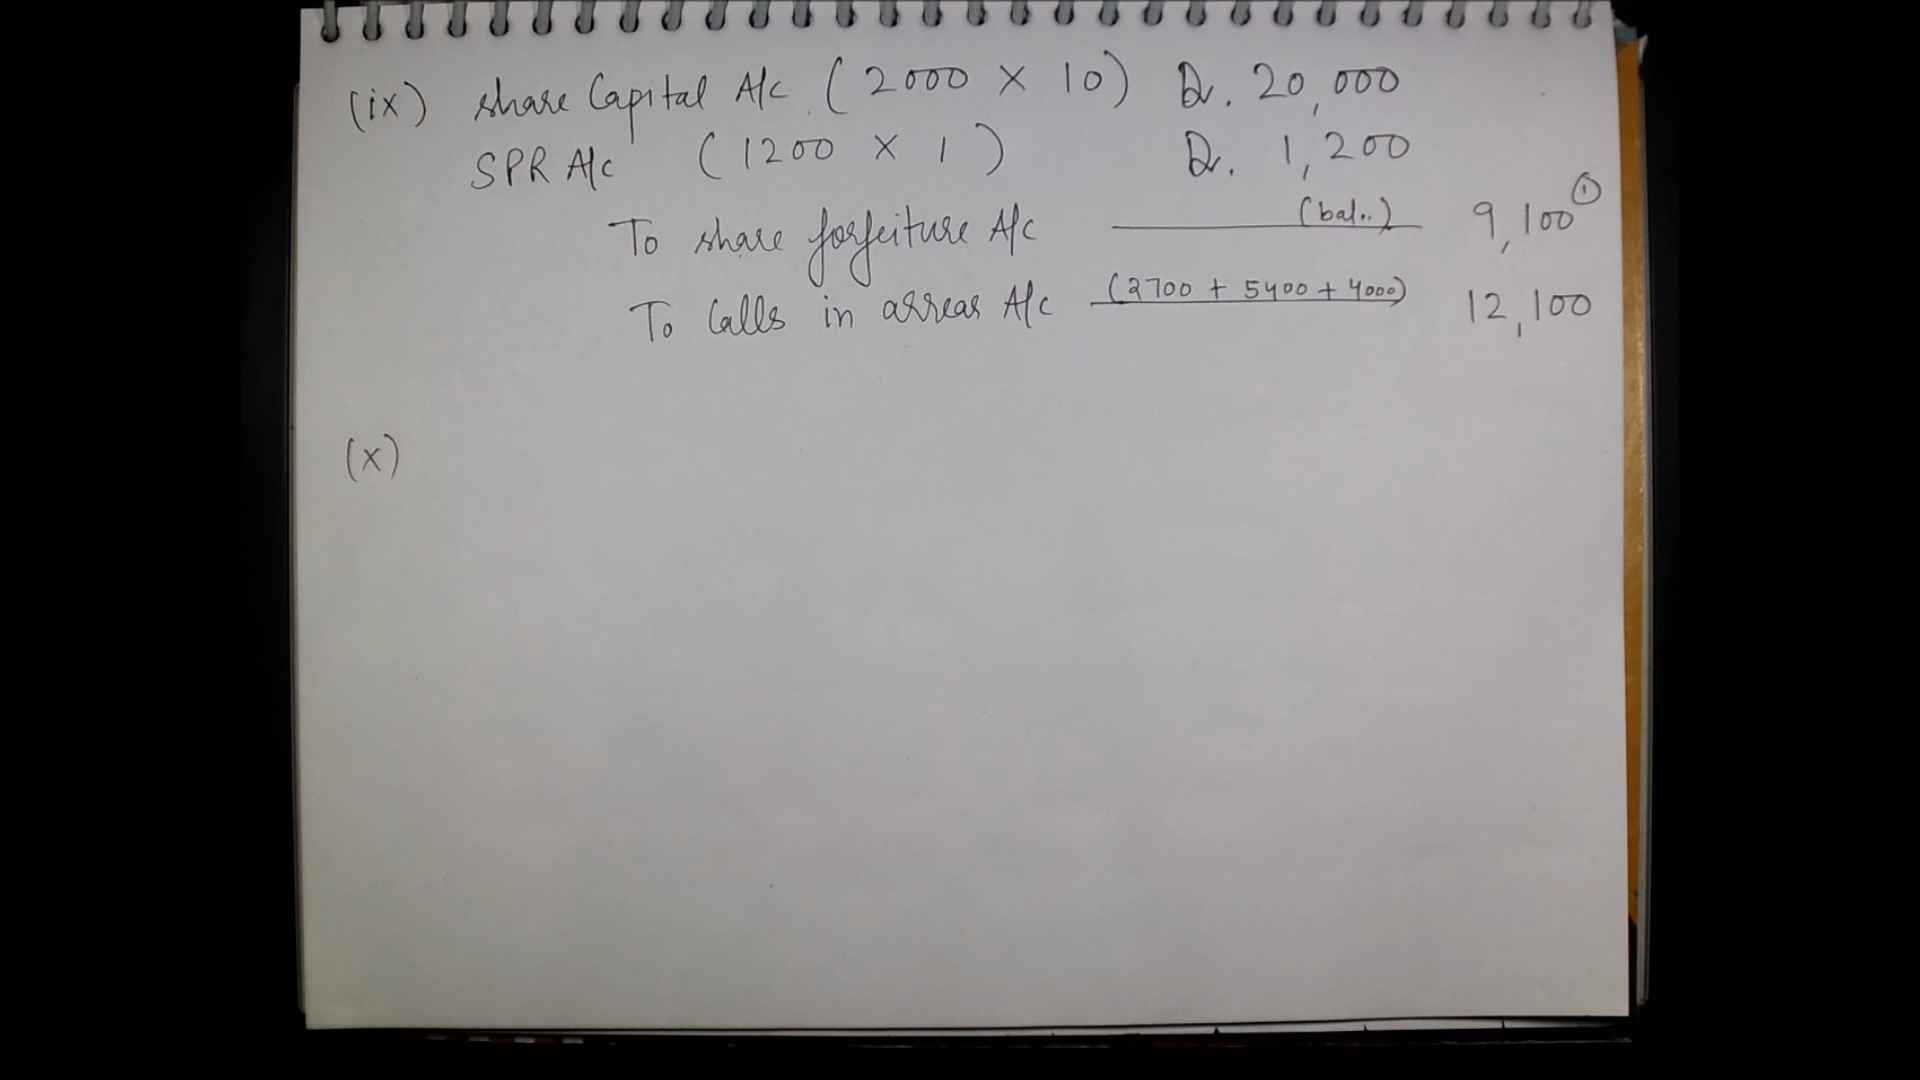 (ix) share Capital A/c (2000 X 10) Dr. 20,000
SPR A/c (1200 X 1) Dr. 1,200
To share forfeiture A/c (bal..) 9,100 ①
To Calls in arrears A/c (2700 + 5400 + 4000) 12,100
(x)